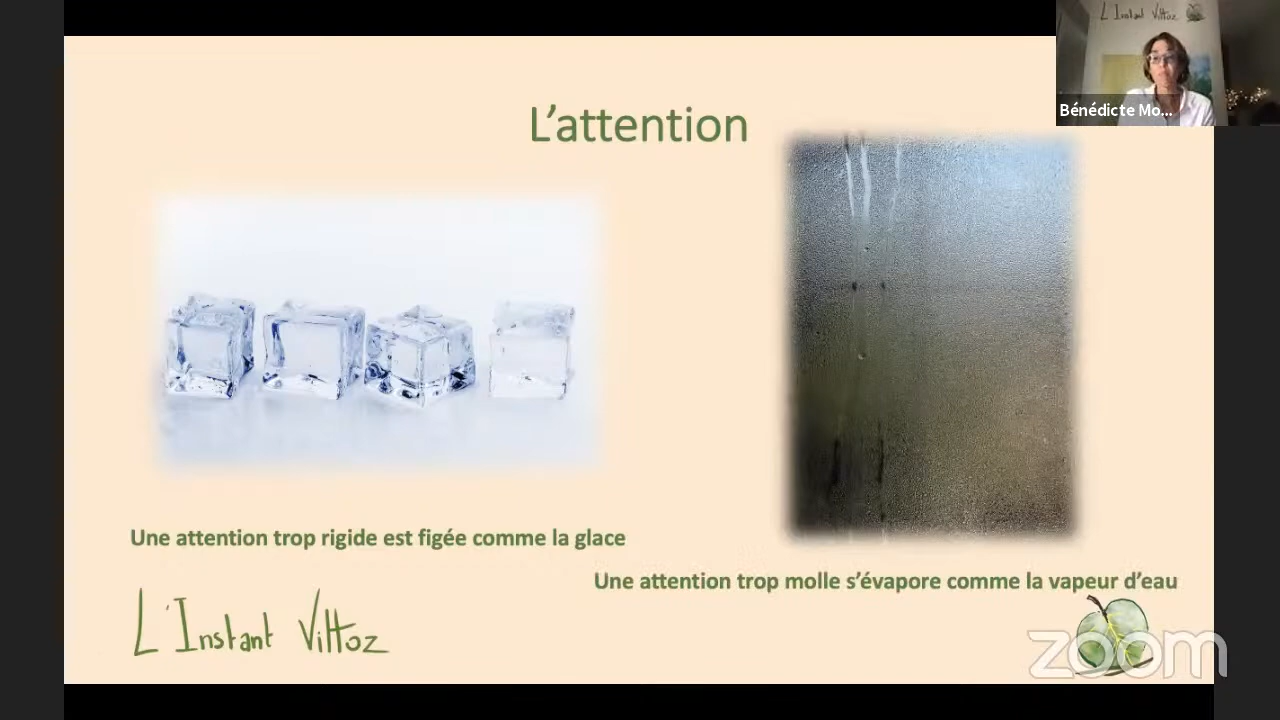 L'Instant Vittoz
Bénédicte Mo...
L'attention
Une attention trop rigide est figée comme la glace
Une attention trop molle s'évapore comme la vapeur d'eau
L'Instant Vittoz
zoom